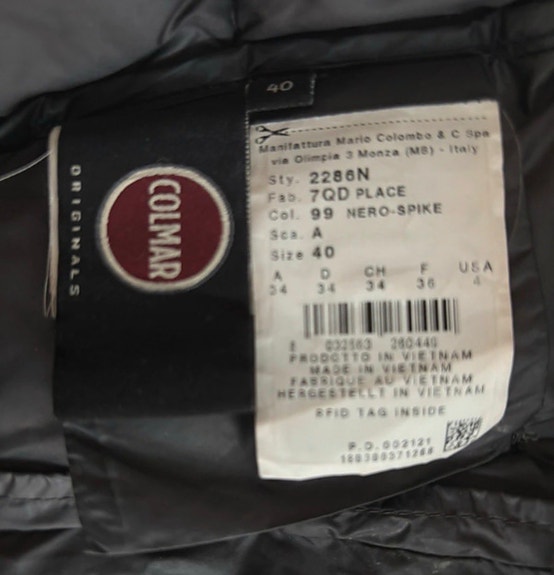 40
ORIGINALS
COLMAR
Manifattura Mario Colombo & C Spa
via Olimpia 3 Monza (MB) - Italy
Sty. 2286N
Fab. 7QD PLACE
Col. 99 NERO-SPIKE
Sca. A
Size 40
A D CH F USA
34 34 34 36 4
PRODOTTO IN VIETNAM
MADE IN VIETNAM
FABRIQUE AU VIETNAM
HERGESTELLT IN VIETNAM
RFID TAG INSIDE
P.O. 002121